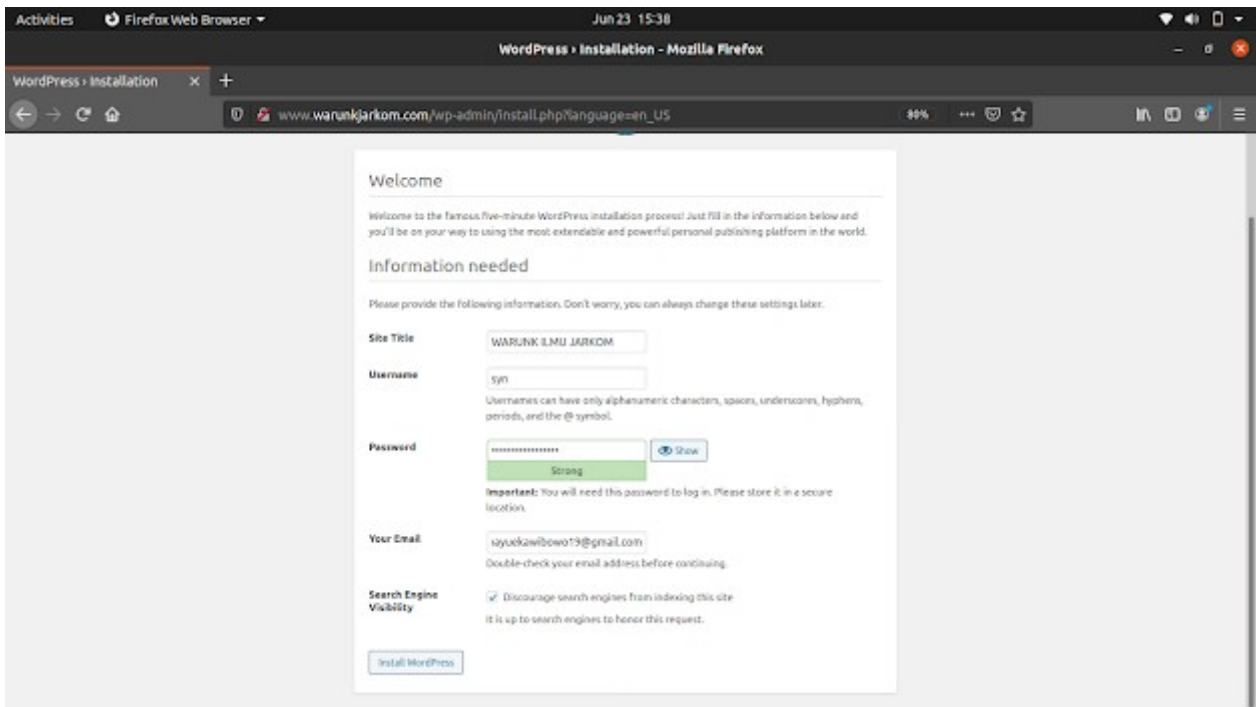 Activities Firefox Web Browser Jun 23 15:38
WordPress › Installation - Mozilla Firefox
WordPress › Installation
www.warunkjarkom.com/wp-admin/install.php?language=en_US 80%
Welcome
Welcome to the famous five-minute WordPress installation process! Just fill in the information below and
you'll be on your way to using the most extendable and powerful personal publishing platform in the world.
Information needed
Please provide the following information. Don't worry, you can always change these settings later.
Site Title WARUNK ILMU JARKOM
Username syn
Usernames can have only alphanumeric characters, spaces, underscores, hyphens,
periods, and the @ symbol.
Password Show
Strong
Important: You will need this password to log in. Please store it in a secure
location.
Your Email ayuekawibowo19@gmail.com
Double-check your email address before continuing.
Search Engine
Visibility
Discourage search engines from indexing this site
It is up to search engines to honor this request.
Install WordPress